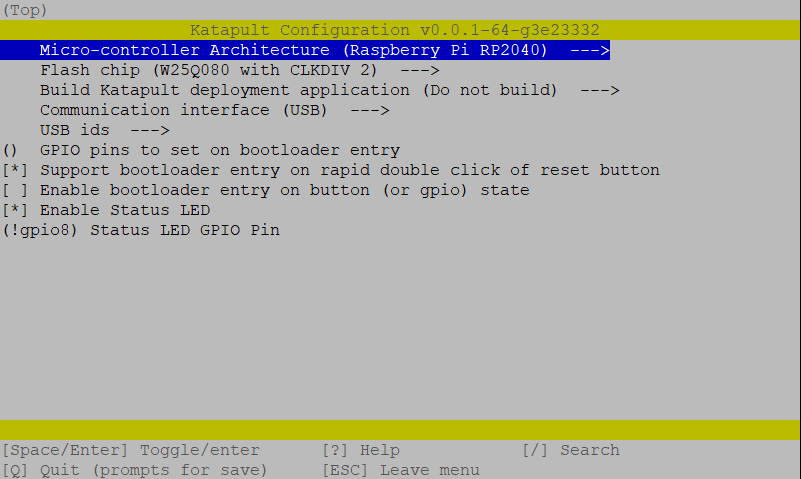 (Top)
Katapult Configuration v0.0.1-64-g3e23332
Micro-controller Architecture (Raspberry Pi RP2040)  --->
Flash chip (W25Q080 with CLKDIV 2)  --->
Build Katapult deployment application (Do not build)  --->
Communication interface (USB)  --->
USB ids  --->
()  GPIO pins to set on bootloader entry
[*] Support bootloader entry on rapid double click of reset button
[ ] Enable bootloader entry on button (or gpio) state
[*] Enable Status LED
(!gpio8) Status LED GPIO Pin
[Space/Enter] Toggle/enter      [?] Help            [/] Search
[Q] Quit (prompts for save)     [ESC] Leave menu